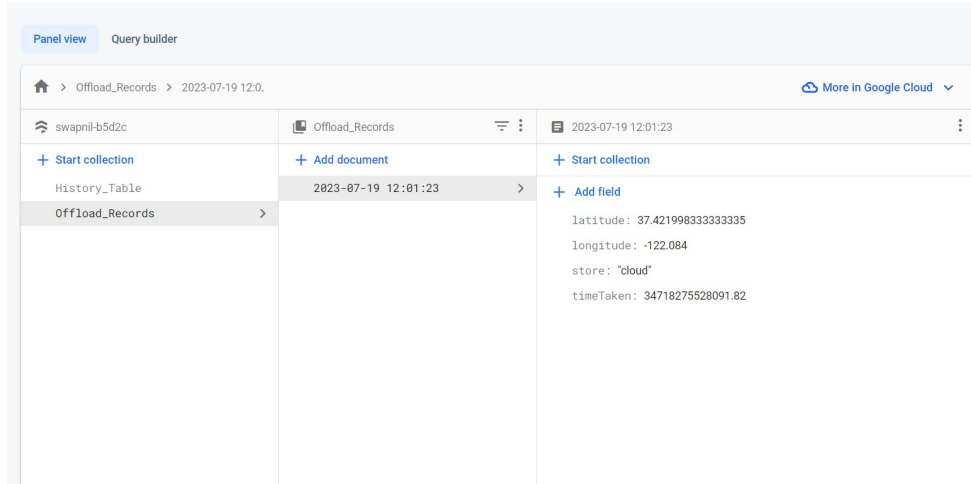 Panel view Query builder
Offload_Records 2023-07-19 12:0. More in Google Cloud
swapnil-b5d2c Offload_Records 2023-07-19 12:01:23
Start collection Add document Start collection
History_Table 2023-07-19 12:01:23 Add field
Offload_Records
latitude: 37.421998333333335
longitude: -122.084
store: "cloud"
timeTaken: 34718275528091.82